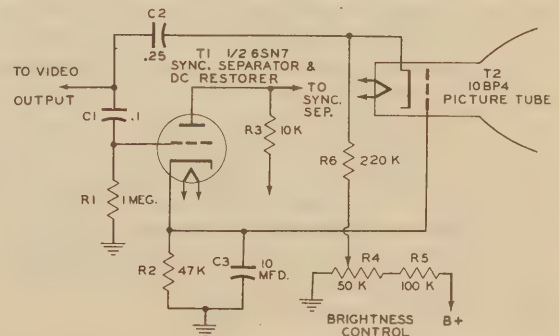 C2
.25
T1 1/2 6SN7
SYNC. SEPARATOR &
DC RESTORER
TO VIDEO
OUTPUT
C1 .1
R1 1 MEG.
R2 47K
C3 10
MFD.
R3 10K
TO
SYNC.
SEP.
T2
10BP4
PICTURE TUBE
R6 220 K
R4
50 K
R5
100 K
BRIGHTNESS
CONTROL
B+